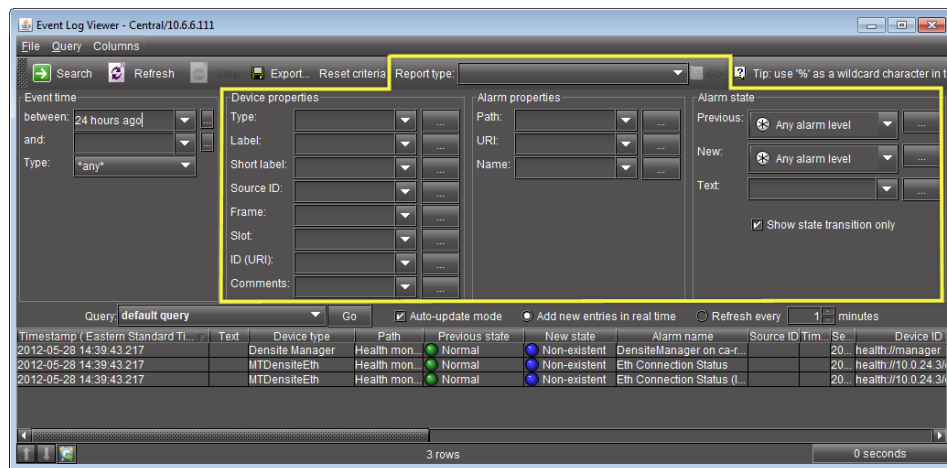 Event Log Viewer - Central/10.6.6.111
File Query Columns
Search Refresh Stop Export... Reset criteria Report type: Go Tip: use '%' as a wildcard character in t
Event time Device properties Alarm properties Alarm state
between: 24 hours ago ... Type: ... Path: ... Previous: Any alarm level ...
and: ... Label: ... URI: ... New: Any alarm level ...
Type: *any* Short label: ... Name: ... Text: ...
Source ID: ...
Frame: ... Show state transition only
Slot: ...
ID (URI): ...
Comments: ...
Query: default query Go Auto-update mode Add new entries in real time Refresh every 1 minutes
Timestamp ( Eastern Standard Ti... Text Device type Path Previous state New state Alarm name Source ID Tim... Se... Device ID
2012-05-28 14:39:43.217 Densite Manager Health mon... Normal Non-existent DensiteManager on ca-r... 20... health://manager
2012-05-28 14:39:43.217 MTDensiteEth Health mon... Normal Non-existent Eth Connection Status 20... health://10.0.24.3/
2012-05-28 14:39:43.217 MTDensiteEth Health mon... Normal Non-existent Eth Connection Status (I... 20... health://10.0.24.3/
3 rows 0 seconds